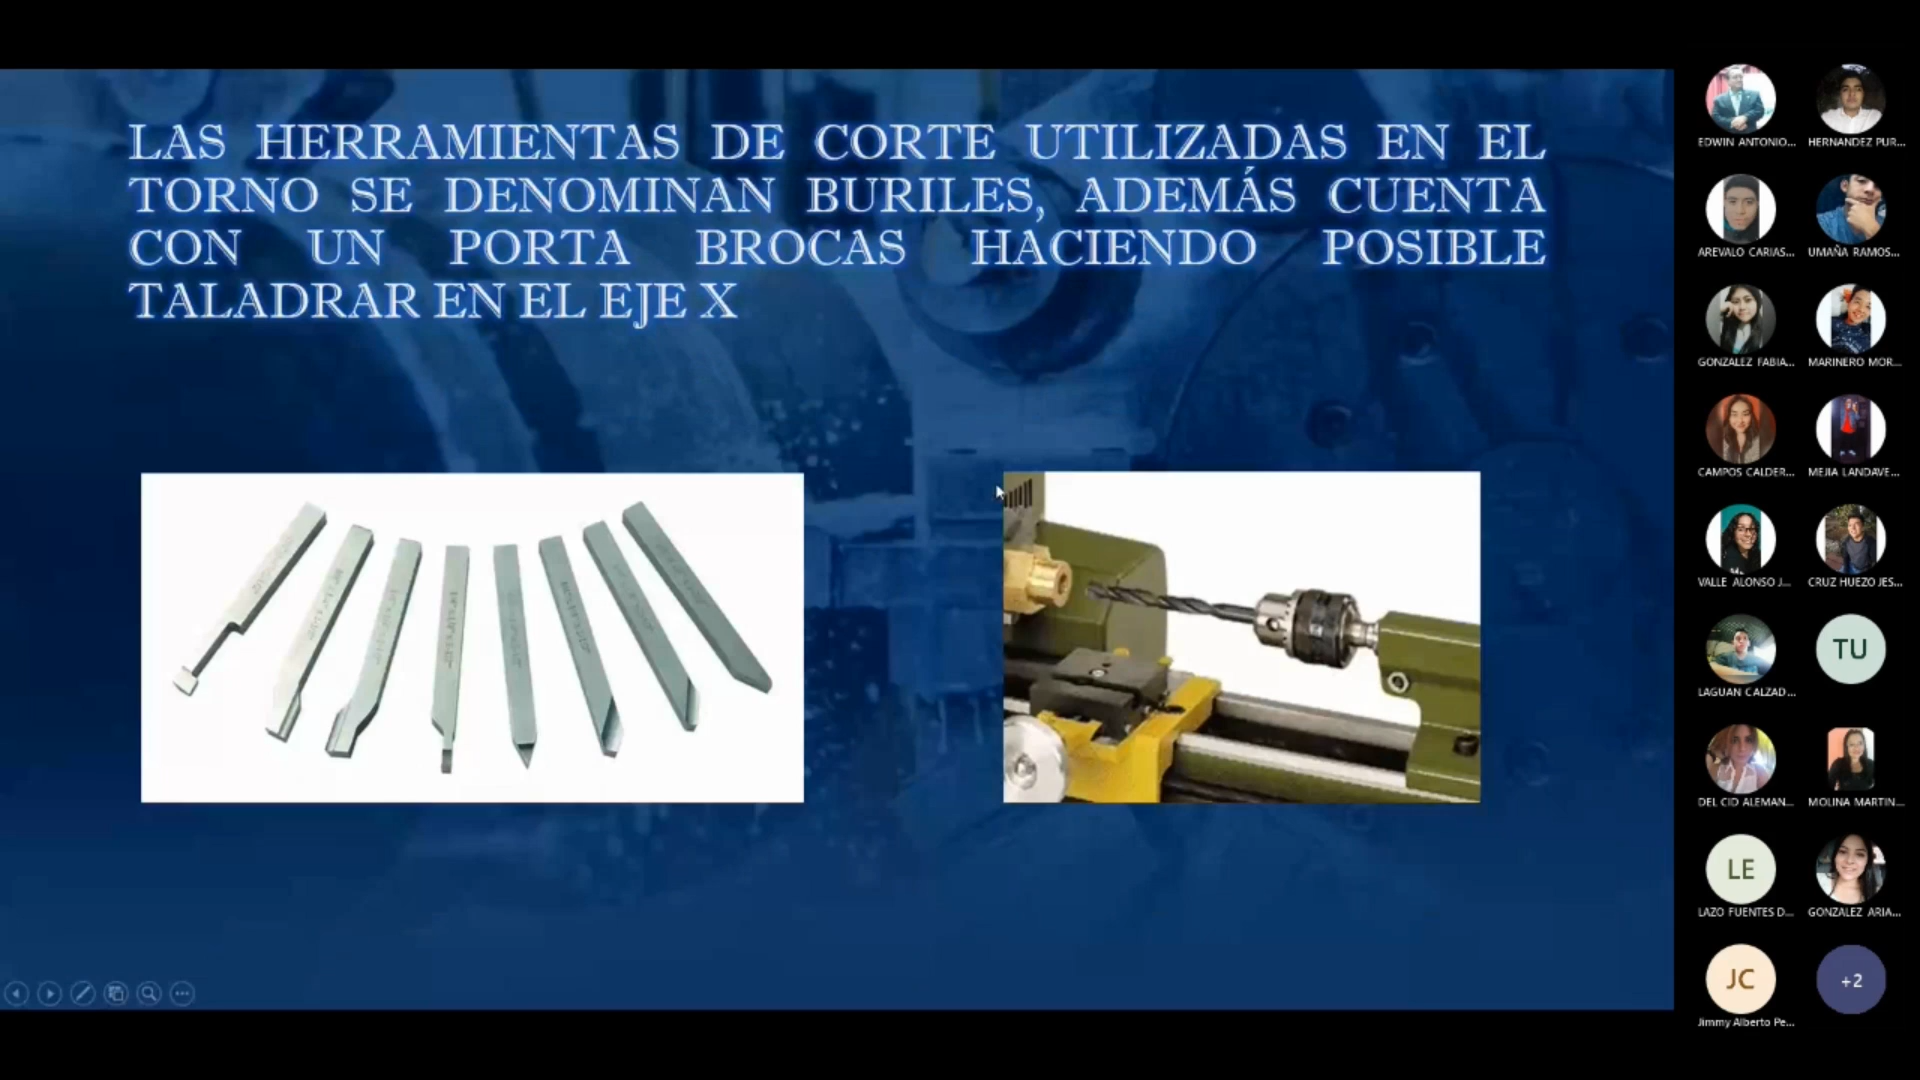 LAS HERRAMIENTAS DE CORTE UTILIZADAS EN EL
TORNO SE DENOMINAN BURILES, ADEMÁS CUENTA
CON UN PORTA BROCAS HACIENDO POSIBLE
TALADRAR EN EL EJE X
EDWIN ANTONIO...
HERNANDEZ PUR...
AREVALO CARIAS...
UMAÑA RAMOS...
GONZALEZ FABIA...
MARINERO MOR...
CAMPOS CALDER...
MEJIA LANDAVE...
VALLE ALONSO J...
CRUZ HUEZO JES...
LAGUAN CALZAD...
TU
DEL CID ALEMAN...
MOLINA MARTIN...
LE
LAZO FUENTES D...
GONZALEZ ARIA...
JC
Jimmy Alberto Pe...
+2